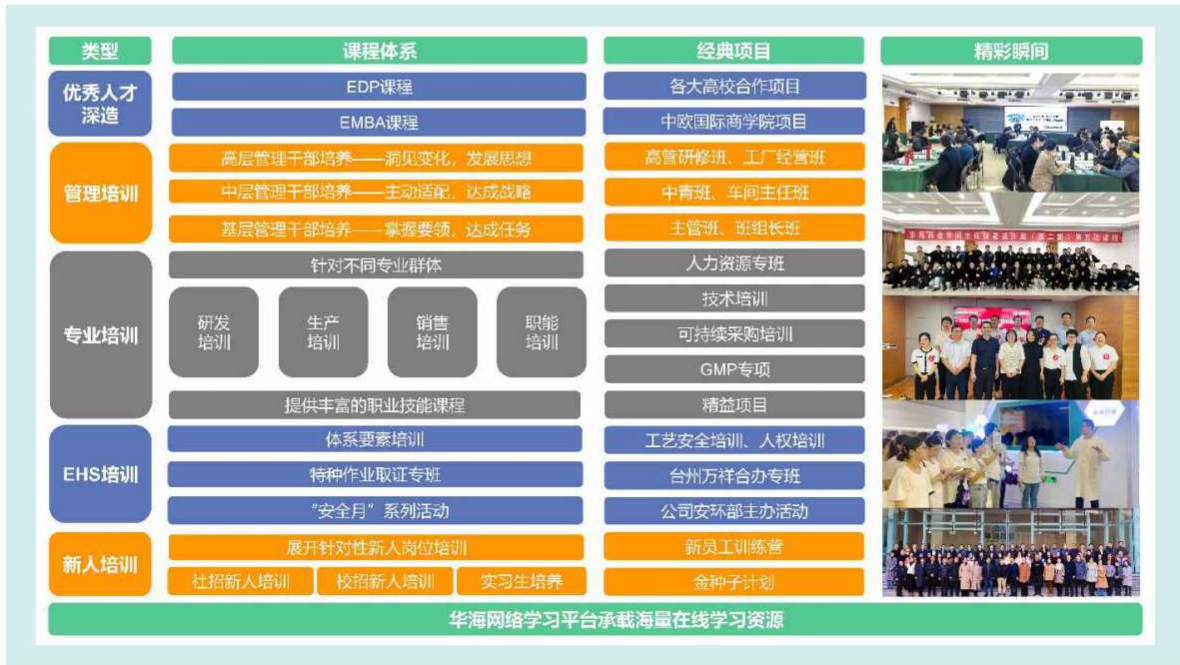 类型
课程体系
经典项目
精彩瞬间
优秀人才
深造
EDP课程
各大高校合作项目
EMBA课程
中欧国际商学院项目
管理培训
高层管理干部培养——洞见变化，发展思想
高管研修班、工厂经营班
中层管理干部培养——主动适配，达成战略
中青班、车间主任班
基层管理干部培养——掌握要领，达成任务
主管班、班组长班
专业培训
针对不同专业群体
人力资源专班
研发
培训
生产
培训
销售
培训
职能
培训
技术培训
可持续采购培训
GMP专项
提供丰富的职业技能课程
精益项目
EHS培训
体系要素培训
工艺安全培训、人权培训
特种作业取证专班
台州万祥合办专班
“安全月”系列活动
公司安环部主办活动
新人培训
展开针对性新人岗位培训
新员工训练营
社招新人培训
校招新人培训
实习生培养
金种子计划
华海网络学习平台承载海量在线学习资源